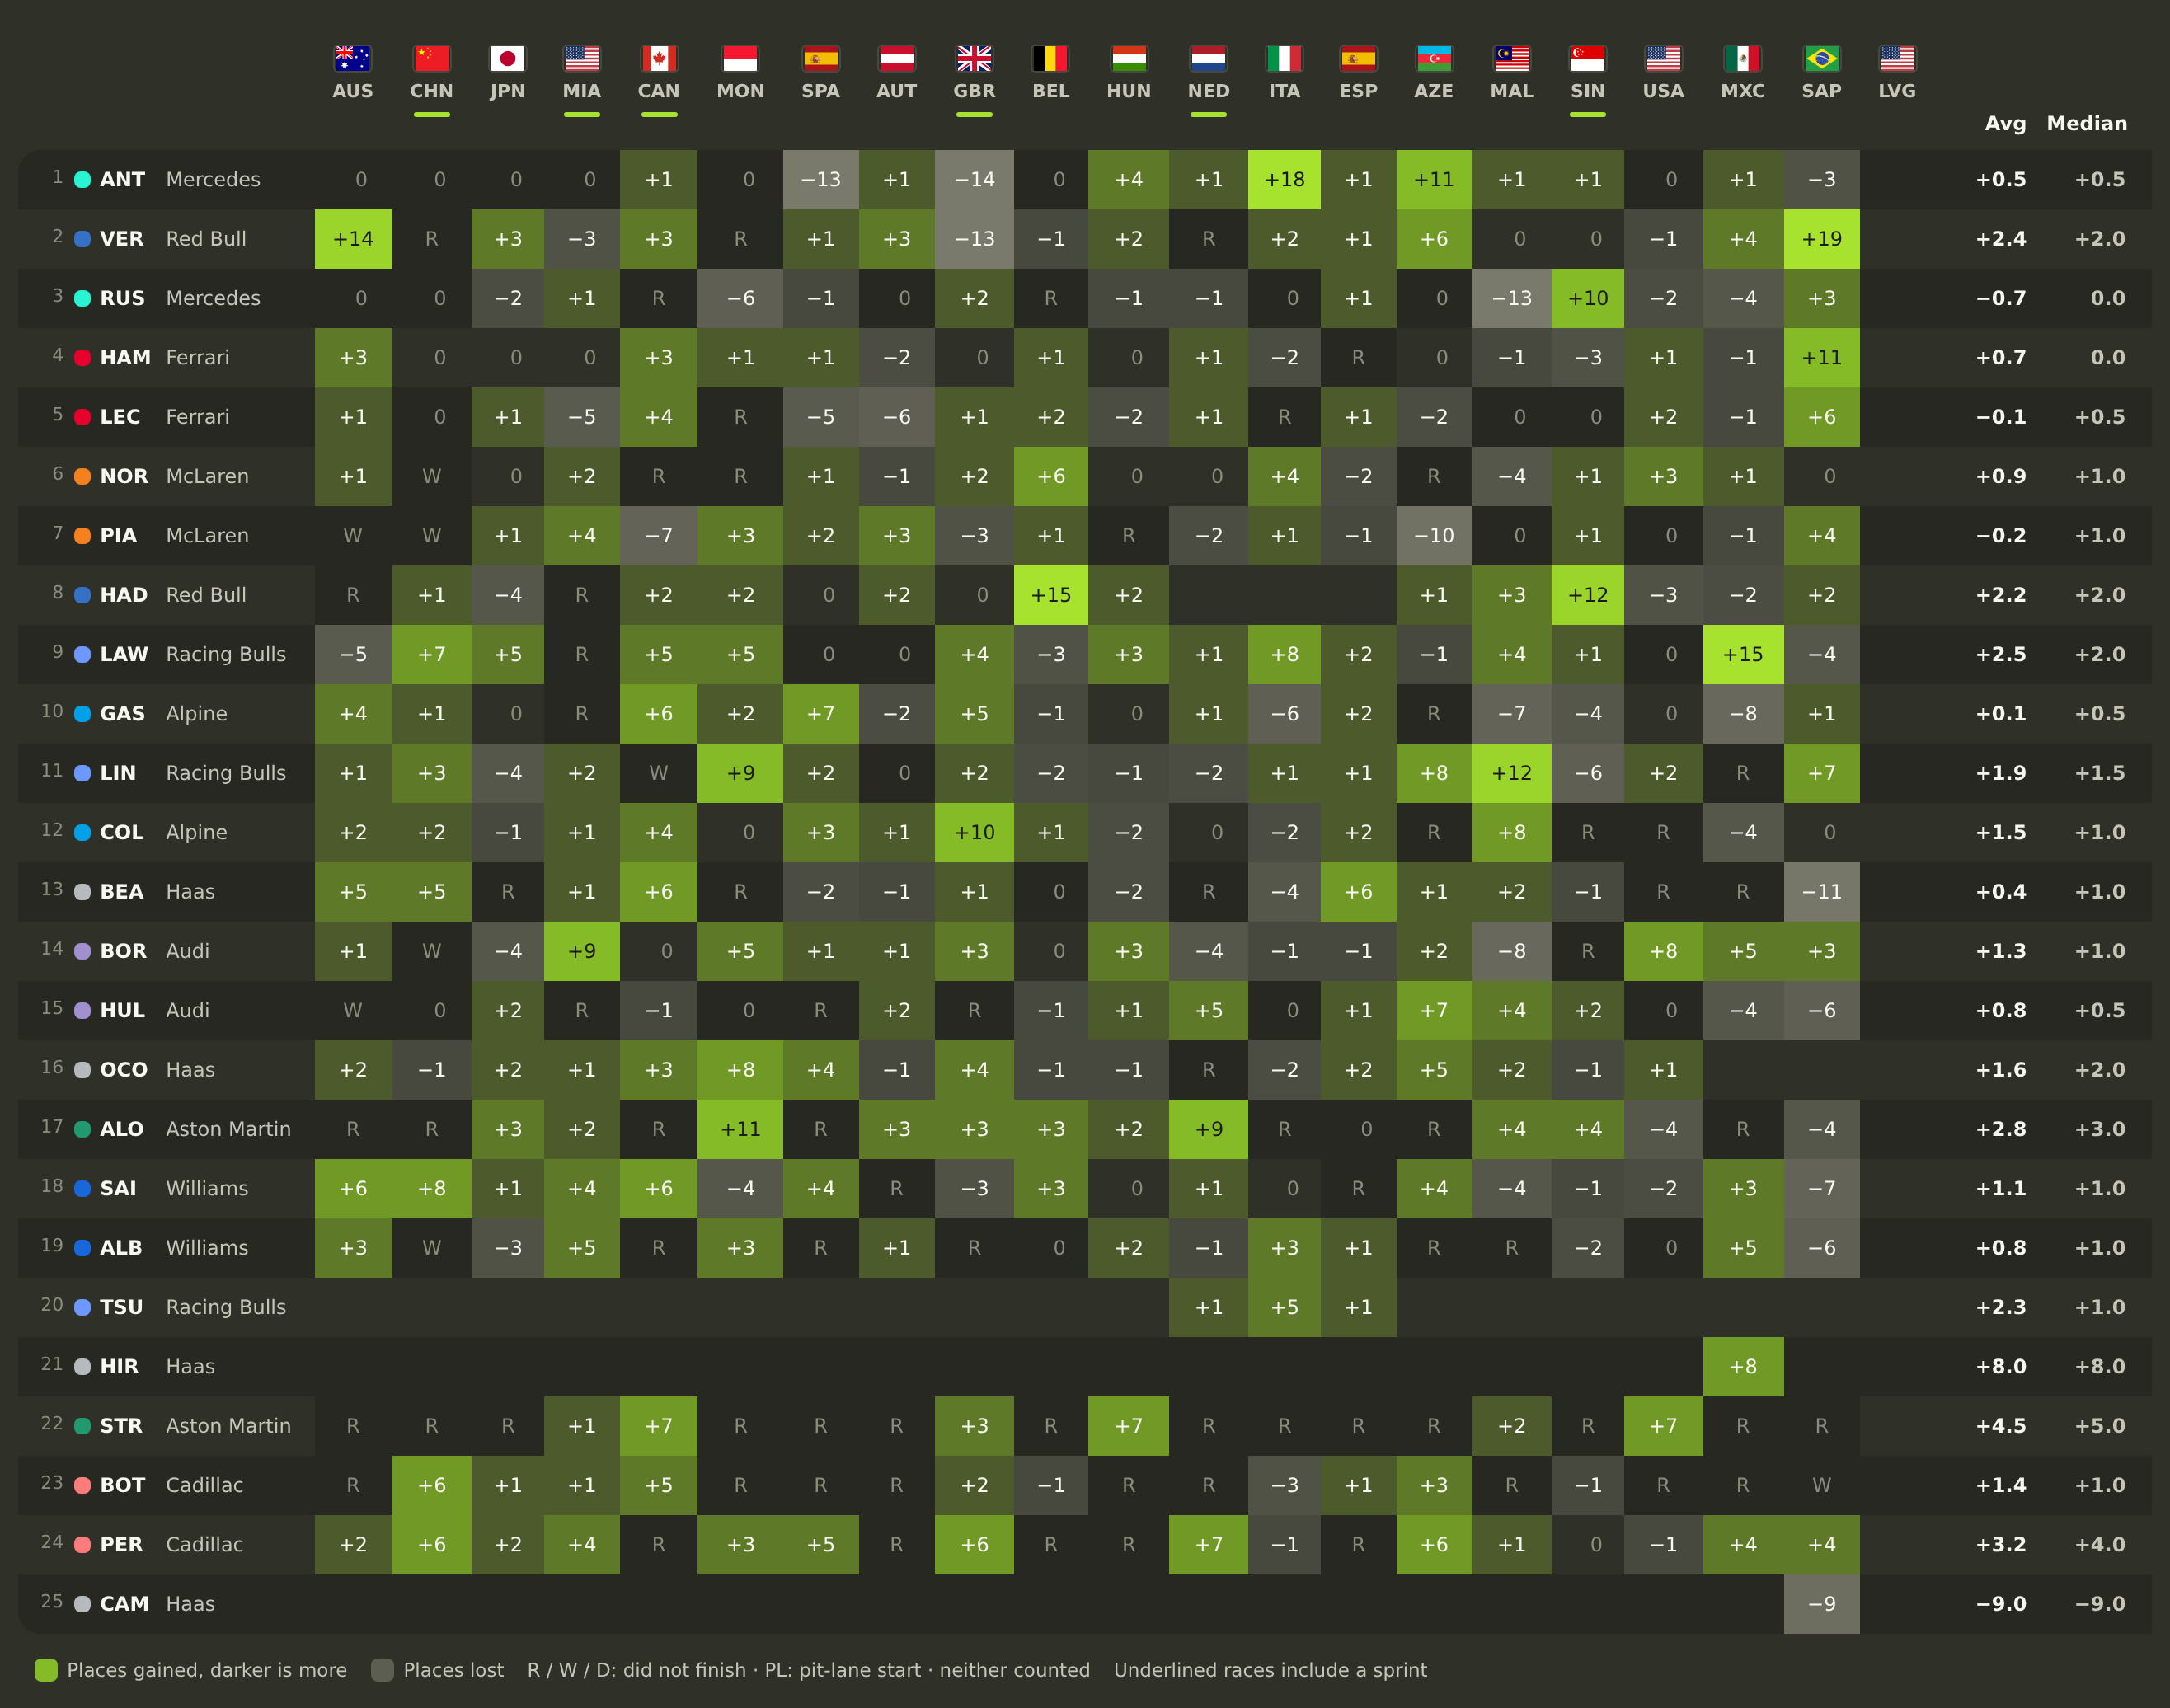 AUS CHN JPN MIA CAN MON SPA AUT GBR BEL HUN NED ITA ESP AZE MAL SIN USA MXC SAP LVG
Avg Median
1 ANT Mercedes 0 0 0 0 +1 0 −13 +1 −14 0 +4 +1 +18 +1 +11 +1 +1 0 +1 −3 +0.5 +0.5
2 VER Red Bull +14 R +3 −3 +3 R +1 +3 −13 −1 +2 R +2 +1 +6 0 0 −1 +4 +19 +2.4 +2.0
3 RUS Mercedes 0 0 −2 +1 R −6 −1 0 +2 R −1 −1 0 +1 0 −13 +10 −2 −4 +3 −0.7 0.0
4 HAM Ferrari +3 0 0 0 +3 +1 +1 −2 0 +1 0 +1 −2 R 0 −1 −3 +1 −1 +11 +0.7 0.0
5 LEC Ferrari +1 0 +1 −5 +4 R −5 −6 +1 +2 −2 +1 R +1 −2 0 0 +2 −1 +6 −0.1 +0.5
6 NOR McLaren +1 W 0 +2 R R +1 −1 +2 +6 0 0 +4 −2 R −4 +1 +3 +1 0 +0.9 +1.0
7 PIA McLaren W W +1 +4 −7 +3 +2 +3 −3 +1 R −2 +1 −1 −10 0 +1 0 −1 +4 −0.2 +1.0
8 HAD Red Bull R +1 −4 R +2 +2 0 +2 0 +15 +2 +1 +3 +12 −3 −2 +2 +2.2 +2.0
9 LAW Racing Bulls −5 +7 +5 R +5 +5 0 0 +4 −3 +3 +1 +8 +2 −1 +4 +1 0 +15 −4 +2.5 +2.0
10 GAS Alpine +4 +1 0 R +6 +2 +7 −2 +5 −1 0 +1 −6 +2 R −7 −4 0 −8 +1 +0.1 +0.5
11 LIN Racing Bulls +1 +3 −4 +2 W +9 +2 0 +2 −2 −1 −2 +1 +1 +8 +12 −6 +2 R +7 +1.9 +1.5
12 COL Alpine +2 +2 −1 +1 +4 0 +3 +1 +10 +1 −2 0 −2 +2 R +8 R R −4 0 +1.5 +1.0
13 BEA Haas +5 +5 R +1 +6 R −2 −1 +1 0 −2 R −4 +6 +1 +2 −1 R R −11 +0.4 +1.0
14 BOR Audi +1 W −4 +9 0 +5 +1 +1 +3 0 +3 −4 −1 −1 +2 −8 R +8 +5 +3 +1.3 +1.0
15 HUL Audi W 0 +2 R −1 0 R +2 R −1 +1 +5 0 +1 +7 +4 +2 0 −4 −6 +0.8 +0.5
16 OCO Haas +2 −1 +2 +1 +3 +8 +4 −1 +4 −1 −1 R −2 +2 +5 +2 −1 +1 +1.6 +2.0
17 ALO Aston Martin R R +3 +2 R +11 R +3 +3 +3 +2 +9 R 0 R +4 +4 −4 R −4 +2.8 +3.0
18 SAI Williams +6 +8 +1 +4 +6 −4 +4 R −3 +3 0 +1 0 R +4 −4 −1 −2 +3 −7 +1.1 +1.0
19 ALB Williams +3 W −3 +5 R +3 R +1 R 0 +2 −1 +3 +1 R R −2 0 +5 −6 +0.8 +1.0
20 TSU Racing Bulls +1 +5 +1 +2.3 +1.0
21 HIR Haas +8 +8.0 +8.0
22 STR Aston Martin R R R +1 +7 R R R +3 R +7 R R R R +2 R +7 R R +4.5 +5.0
23 BOT Cadillac R +6 +1 +1 +5 R R R +2 −1 R R −3 +1 +3 R −1 R R W +1.4 +1.0
24 PER Cadillac +2 +6 +2 +4 R +3 +5 R +6 R R +7 −1 R +6 +1 0 −1 +4 +4 +3.2 +4.0
25 CAM Haas −9 −9.0 −9.0
Places gained, darker is more Places lost R / W / D: did not finish · PL: pit-lane start · neither counted Underlined races include a sprint